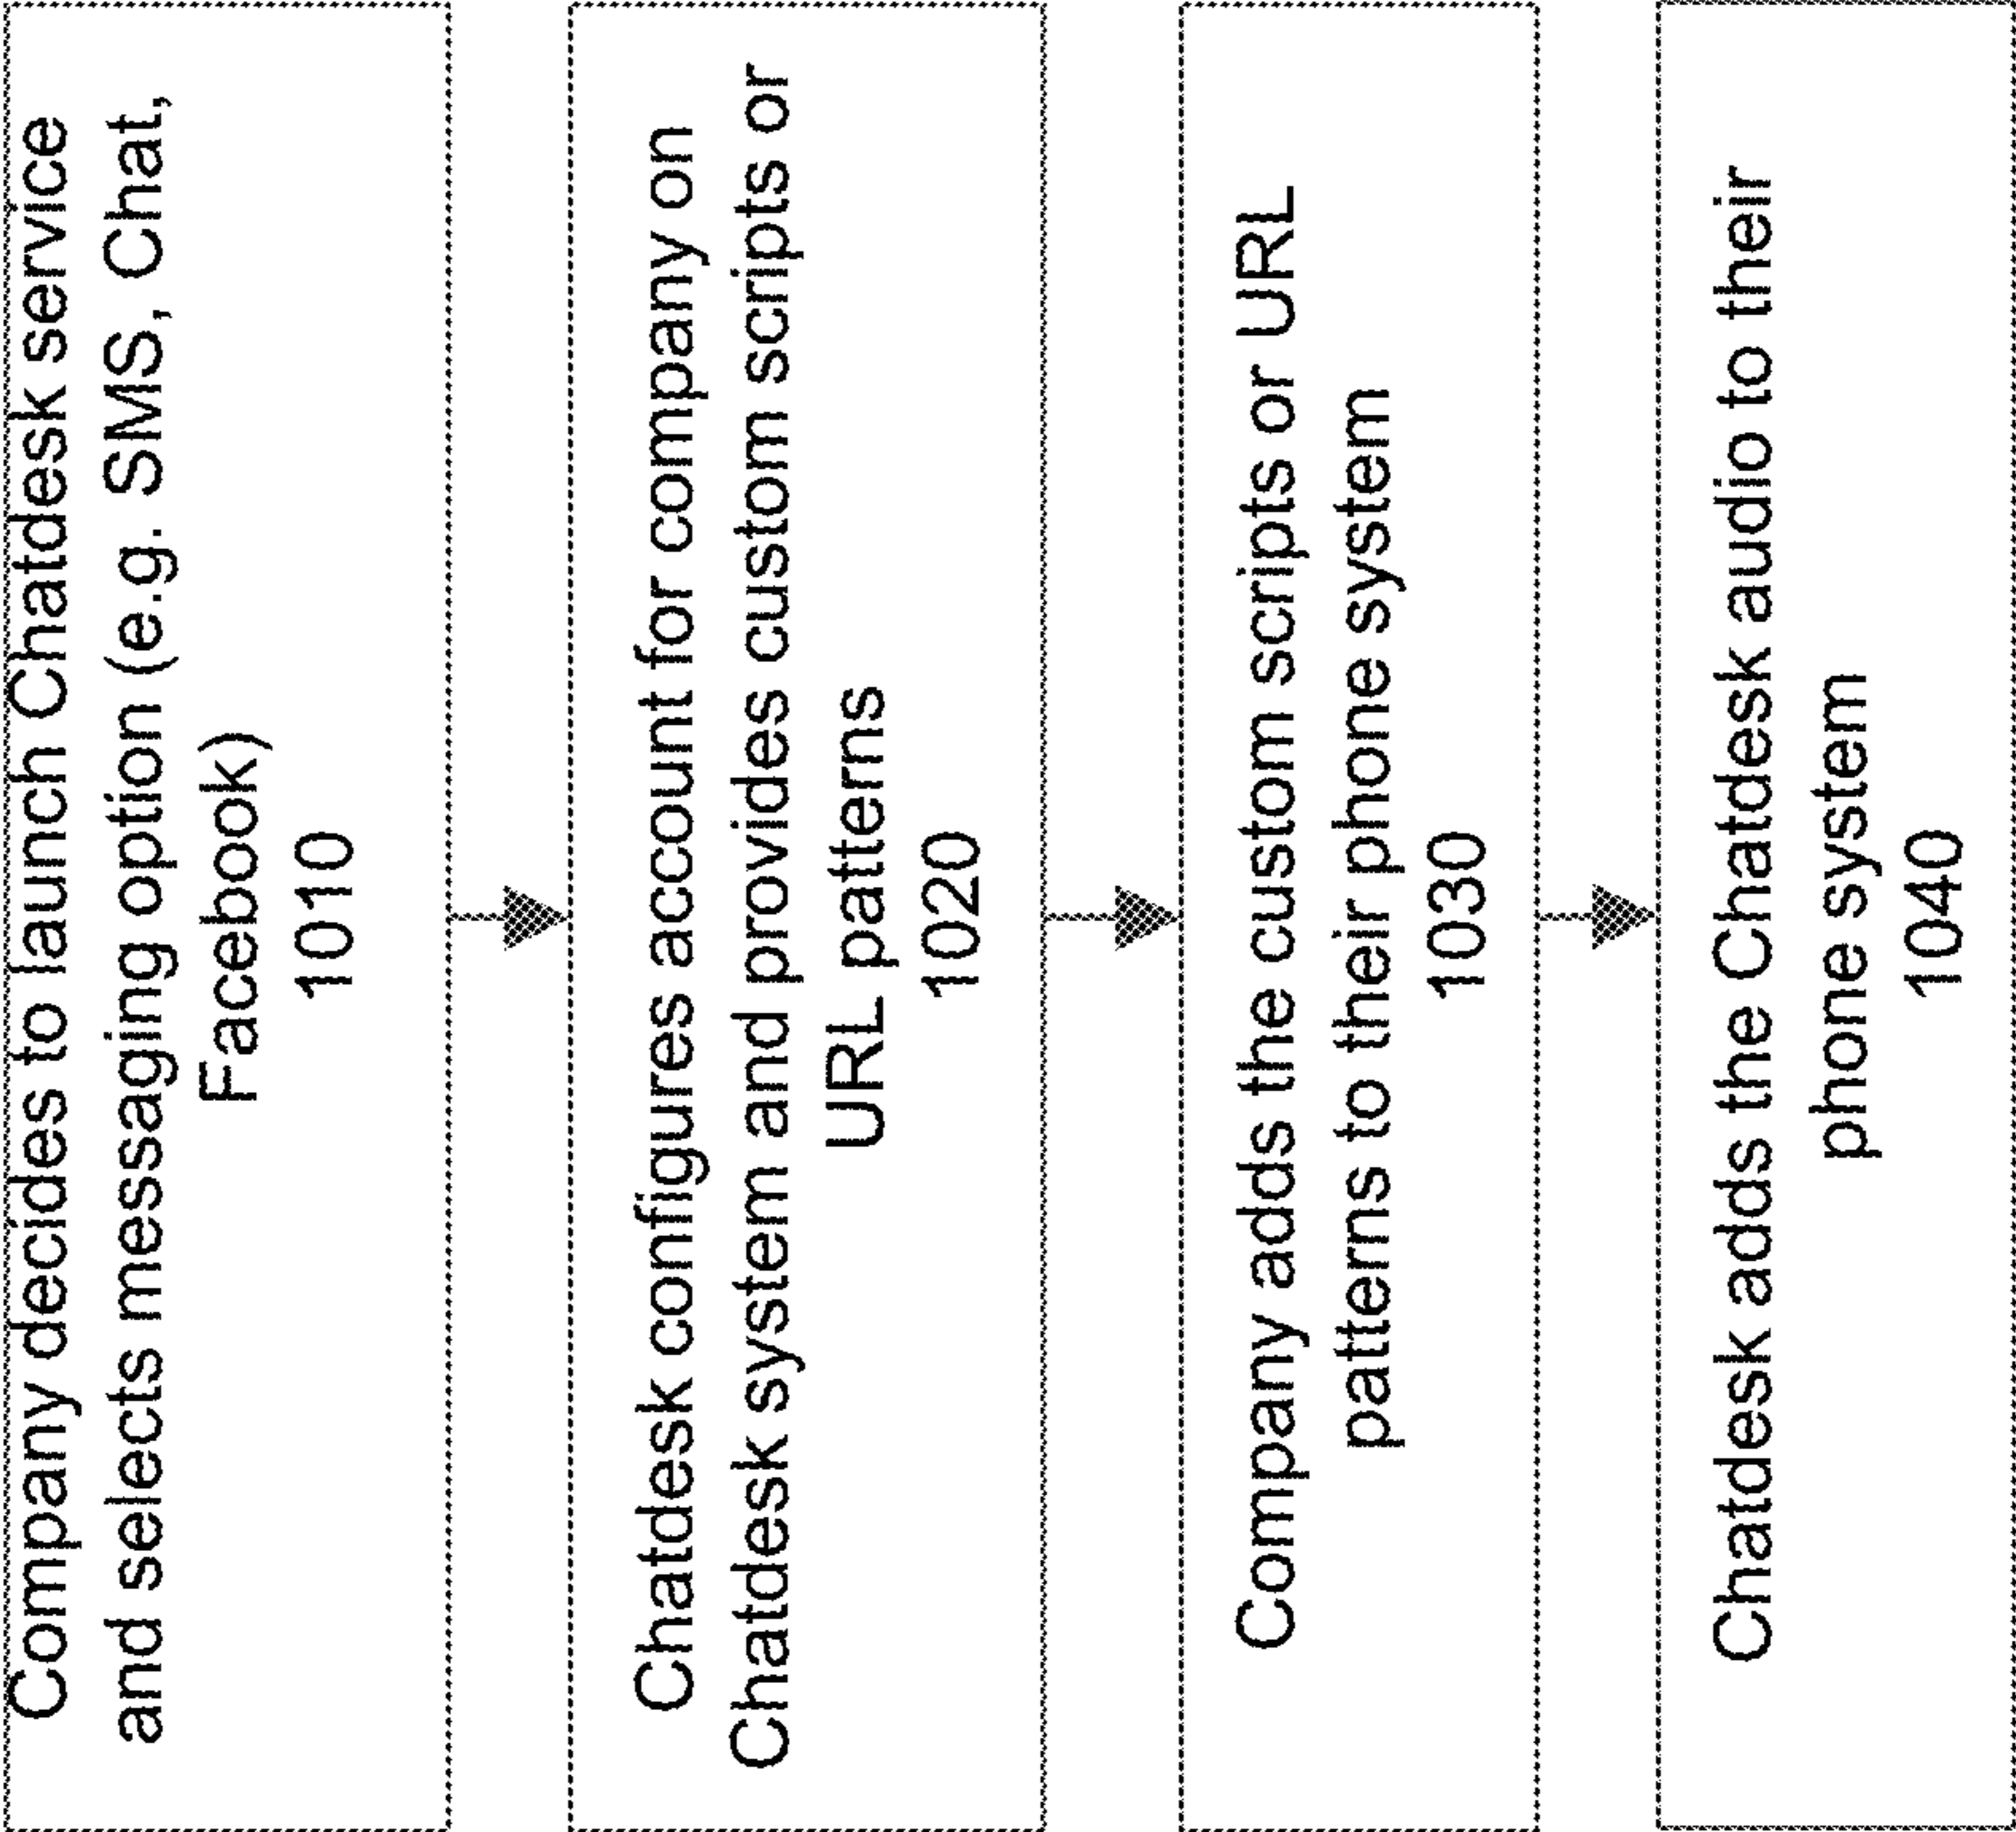 Company decides to launch Chatdesk service
and selects messaging option (e.g. SMS, Chat,
Facebook)
1010
Chatdesk configures account for company on
Chatdesk system and provides custom scripts or
URL patterns
1020
Company adds the custom scripts or URL
patterns to their phone system
1030
Chatdesk adds the Chatdesk audio to their
phone system
1040